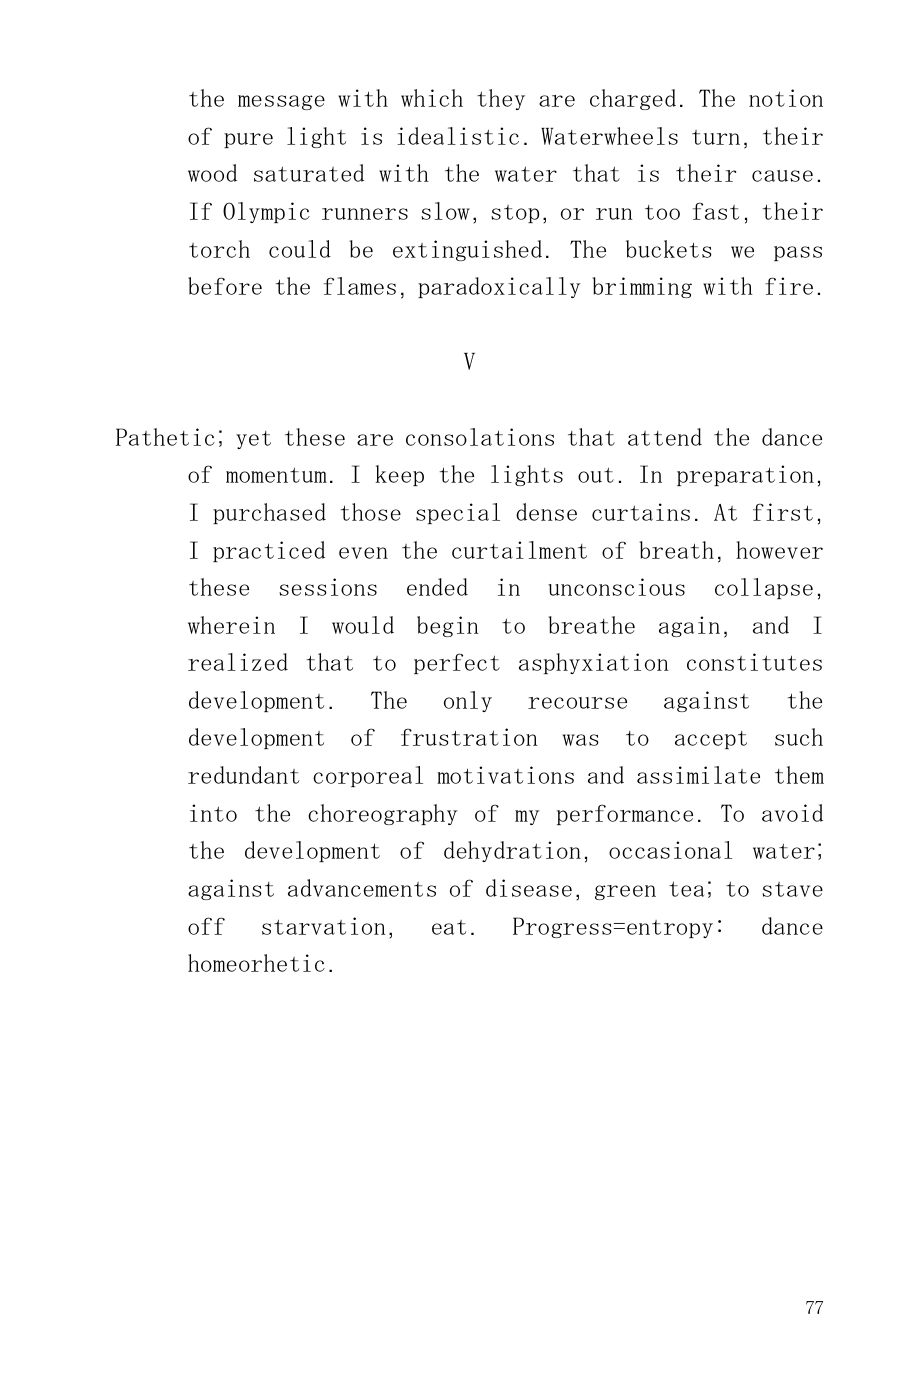 the message with which they are charged. The notion
of pure light is idealistic. Waterwheels turn, their
wood saturated with the water that is their cause.
If Olympic runners slow, stop, or run too fast, their
torch could be extinguished. The buckets we pass
before the flames, paradoxically brimming with fire.
V
Pathetic; yet these are consolations that attend the dance
of momentum. I keep the lights out. In preparation,
I purchased those special dense curtains. At first,
I practiced even the curtailment of breath, however
these sessions ended in unconscious collapse,
wherein I would begin to breathe again, and I
realized that to perfect asphyxiation constitutes
development. The only recourse against the
development of frustration was to accept such
redundant corporeal motivations and assimilate them
into the choreography of my performance. To avoid
the development of dehydration, occasional water;
against advancements of disease, green tea; to stave
off starvation, eat. Progress=entropy: dance
homeorhetic.
77